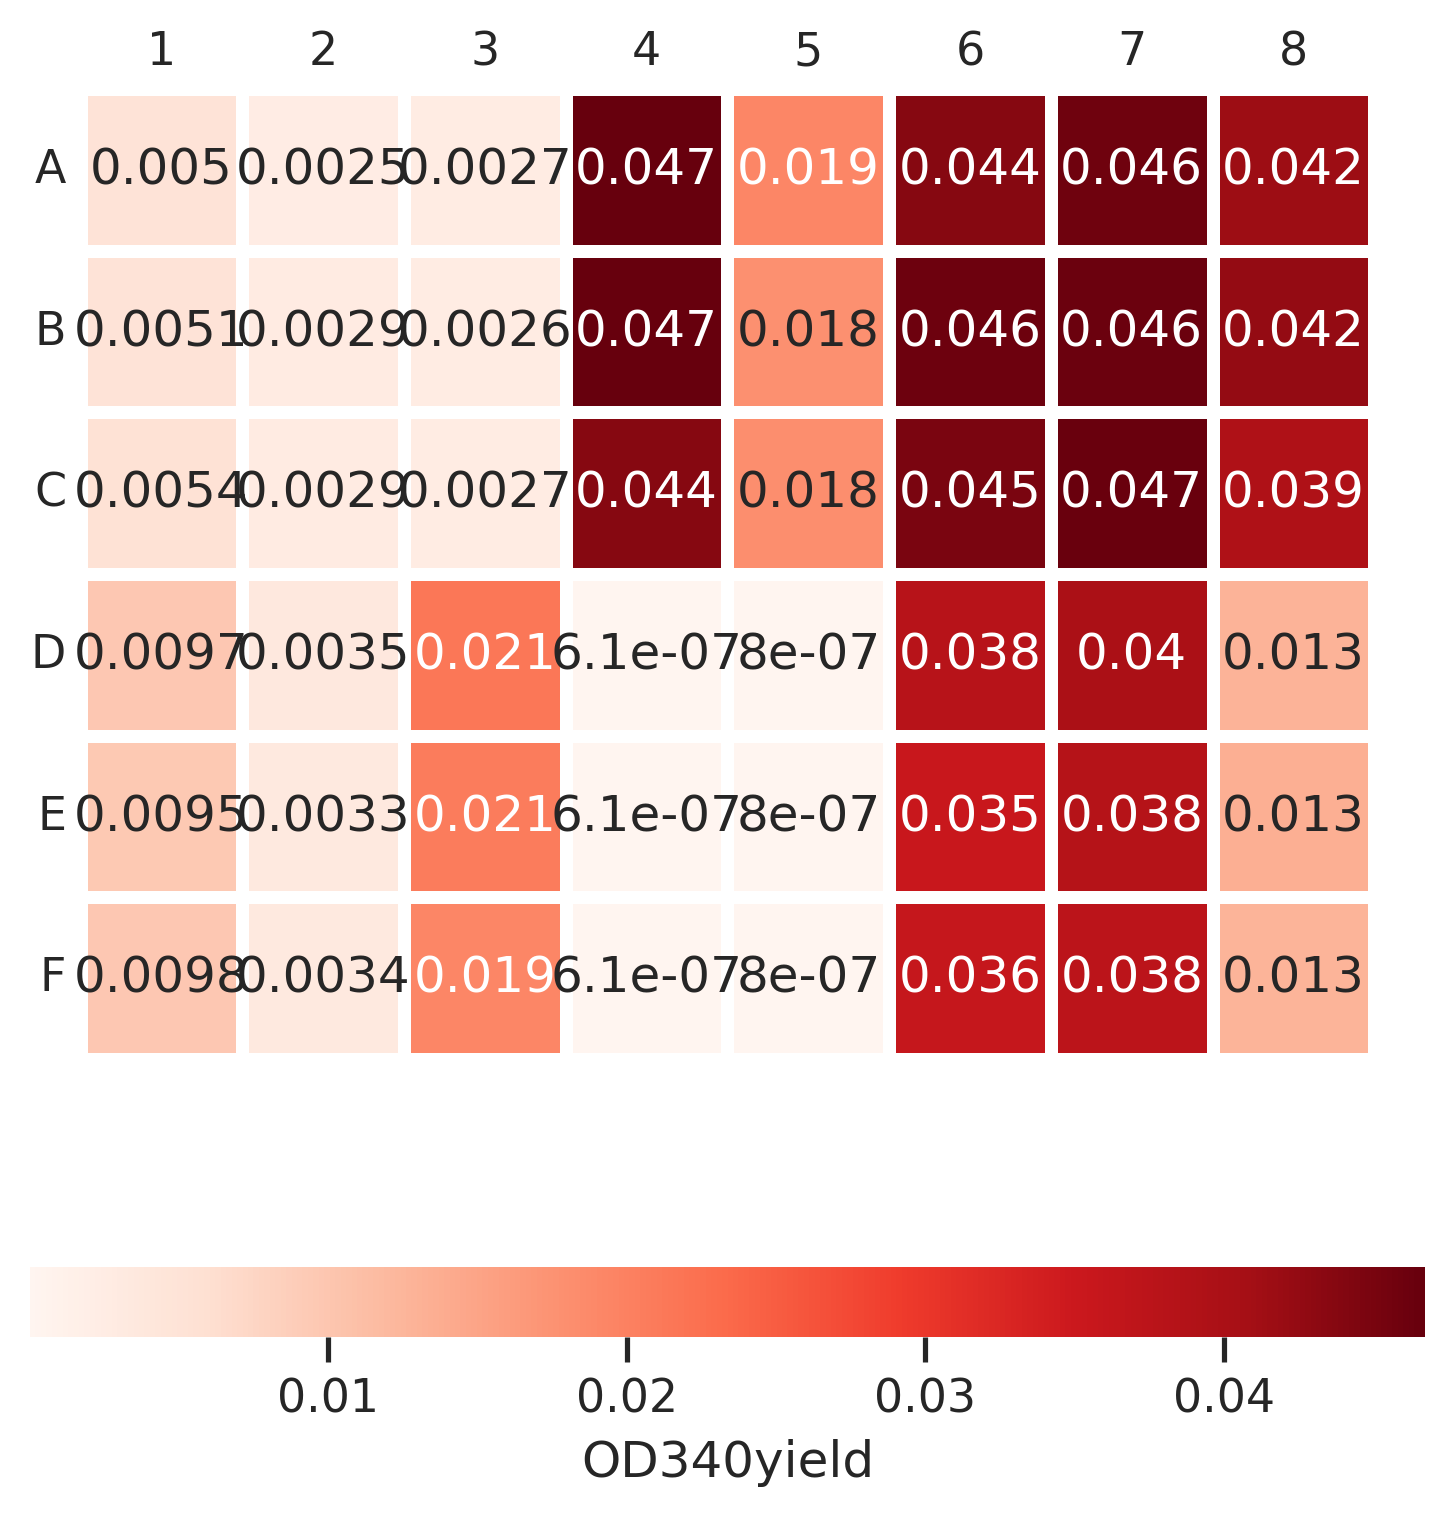 1 2 3 4 5 6 7 8
A 0.005 0.0025 0.0027 0.047 0.019 0.044 0.046 0.042
B 0.0051 0.0029 0.0026 0.047 0.018 0.046 0.046 0.042
C 0.0054 0.0029 0.0027 0.044 0.018 0.045 0.047 0.039
D 0.0097 0.0035 0.021 6.1e-07 8e-07 0.038 0.04 0.013
E 0.0095 0.0033 0.021 6.1e-07 8e-07 0.035 0.038 0.013
F 0.0098 0.0034 0.019 6.1e-07 8e-07 0.036 0.038 0.013
0.01 0.02 0.03 0.04
OD340yield